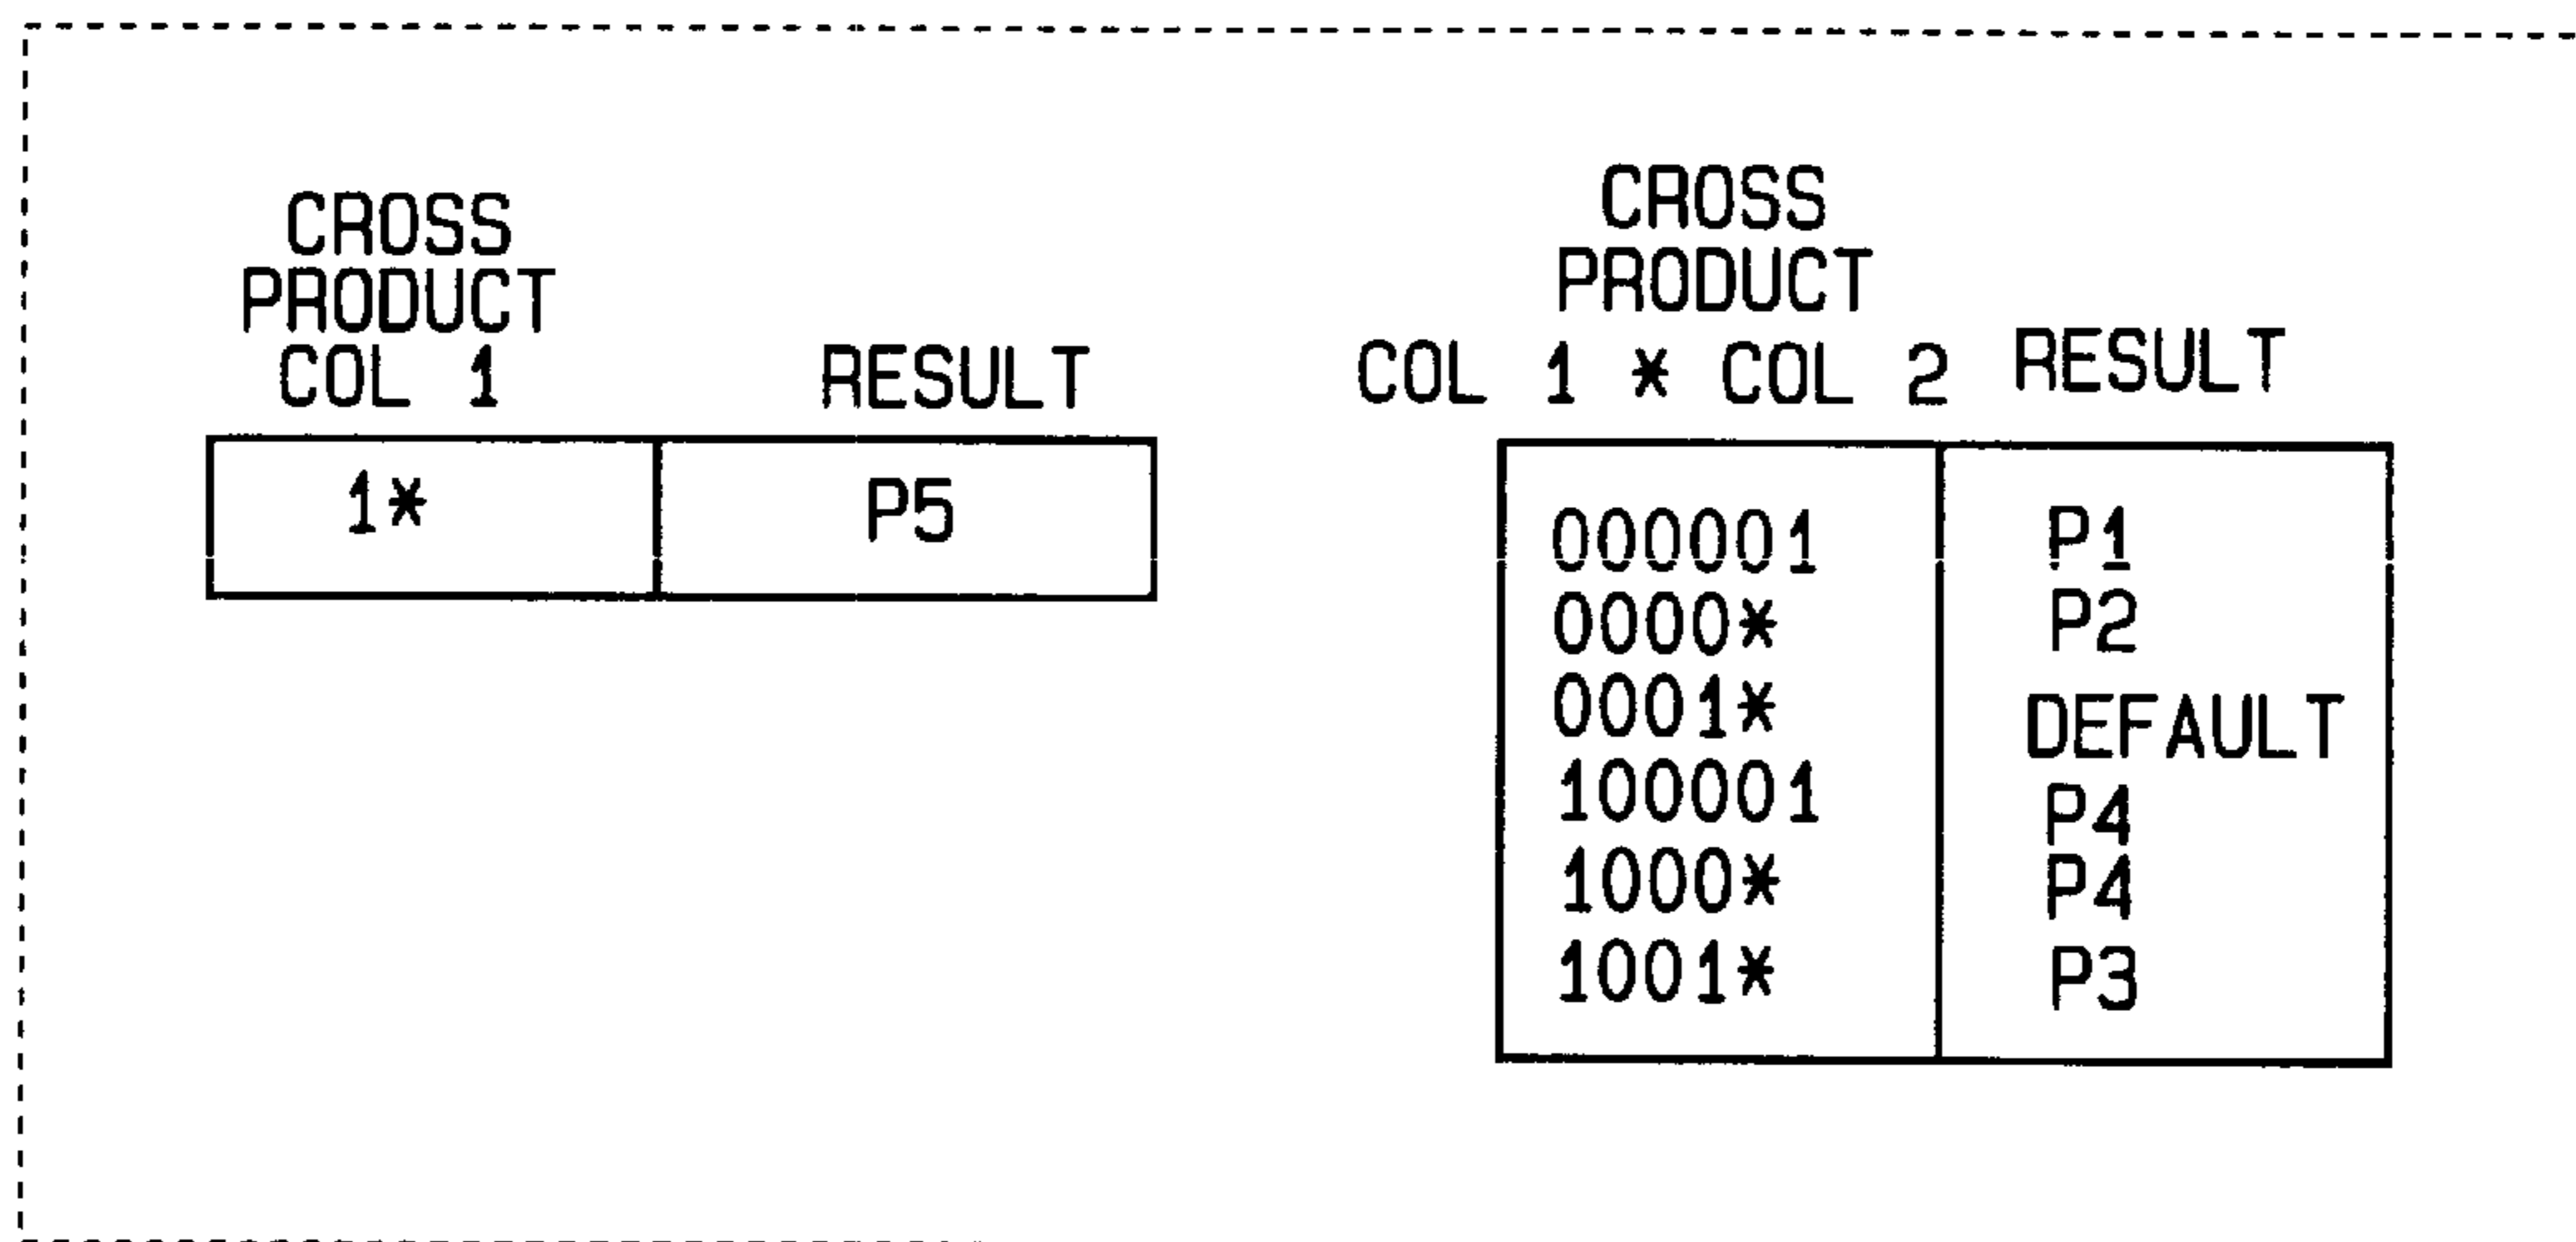 CROSS
PRODUCT
COL 1 RESULT
1* P5
CROSS
PRODUCT
COL 1 * COL 2 RESULT
000001 P1
0000* P2
0001* DEFAULT
100001 P4
1000* P4
1001* P3